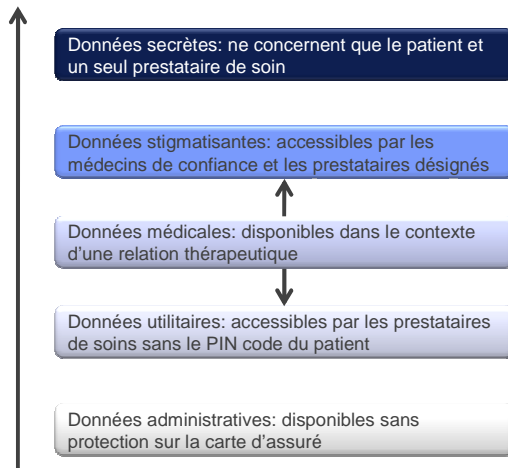 Données secrètes: ne concernent que le patient et
un seul prestataire de soin
Données stigmatisantes: accessibles par les
médecins de confiance et les prestataires désignés
Données médicales: disponibles dans le contexte
d'une relation thérapeutique
Données utilitaires: accessibles par les prestataires
de soins sans le PIN code du patient
Données administratives: disponibles sans
protection sur la carte d'assuré